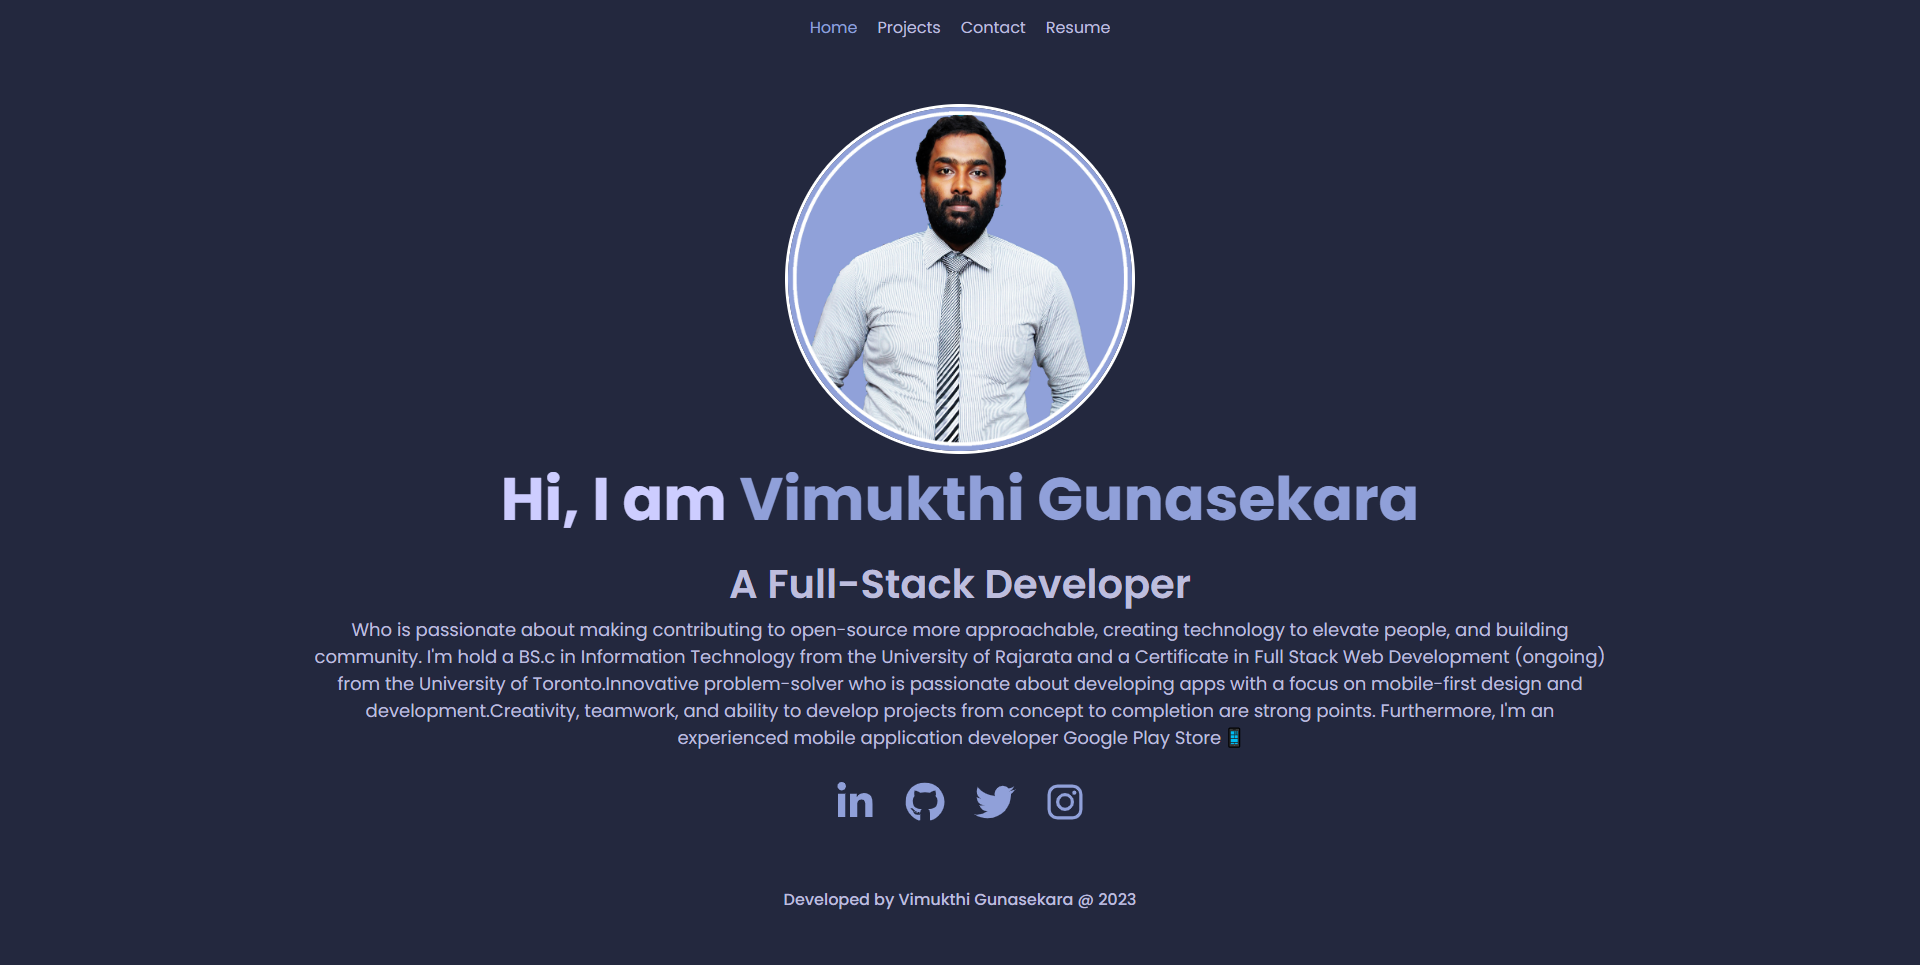 Home Projects Contact Resume
Hi, I am Vimukthi Gunasekara
A Full-Stack Developer
Who is passionate about making contributing to open-source more approachable, creating technology to elevate people, and building
community. I'm hold a BS.c in Information Technology from the University of Rajarata and a Certificate in Full Stack Web Development (ongoing)
from the University of Toronto.Innovative problem-solver who is passionate about developing apps with a focus on mobile-first design and
development.Creativity, teamwork, and ability to develop projects from concept to completion are strong points. Furthermore, I'm an
experienced mobile application developer Google Play Store 📱
in
Developed by Vimukthi Gunasekara @ 2023